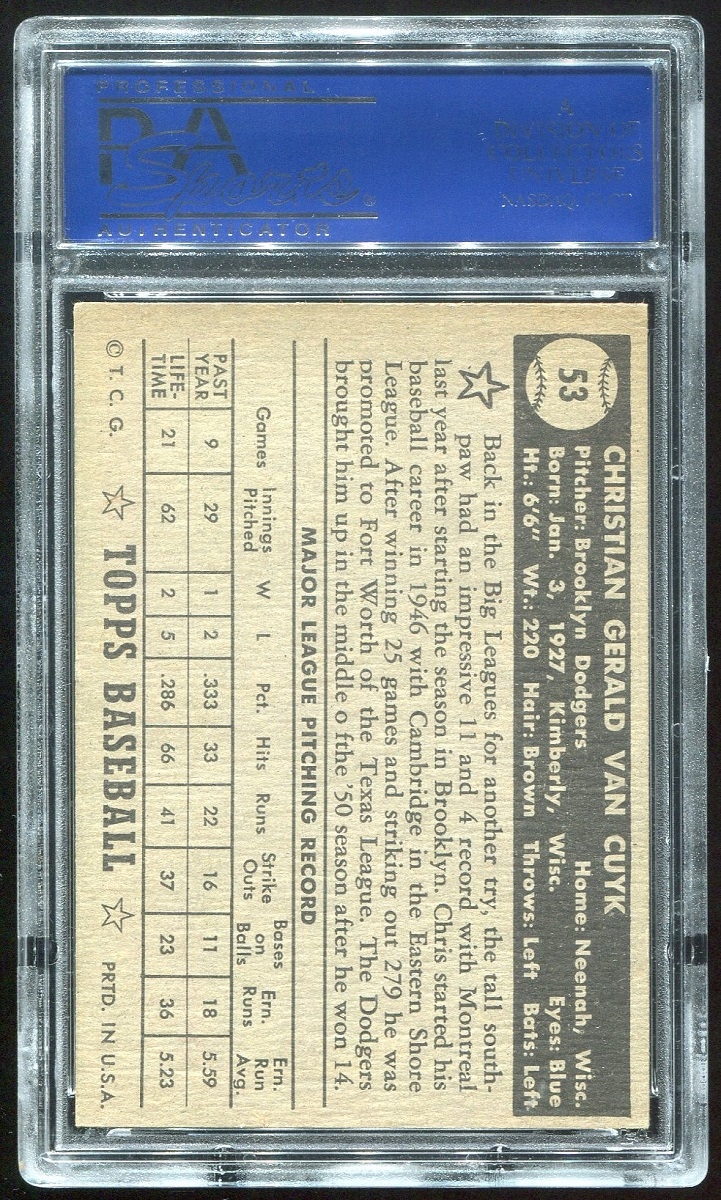 PROFESSIONAL
PSA
Sports®
AUTHENTICATOR
A
DIVISION OF
COLLECTORS
UNIVERSE
NASDAQ: CLCT
53
CHRISTIAN GERALD VAN CUYK
Pitcher: Brooklyn Dodgers Home: Neenah, Wisc.
Born: Jan. 3, 1927, Kimberly, Wisc. Eyes: Blue
Ht.: 6'6" Wt.: 220 Hair: Brown Throws: Left Bats: Left
Back in the Big Leagues for another try, the tall south-
paw had an impressive 11 and 4 record with Montreal
last year after starting the season in Brooklyn. Chris started his
baseball career in 1946 with Cambridge in the Eastern Shore
League. After winning 25 games and striking out 279 he was
promoted to Fort Worth of the Texas League. The Dodgers
brought him up in the middle o fthe '50 season after he won 14.
MAJOR LEAGUE PITCHING RECORD
Games Innings Pitched W L Pct. Hits Runs Strike Outs Bases on Balls Ern. Runs Ern. Run Avg.
PAST YEAR 9 29 1 2 .333 33 22 16 11 18 5.59
LIFE-TIME 21 62 2 5 .286 66 41 37 23 36 5.23
© T. C. G. TOPPS BASEBALL PRTD. IN U.S.A.